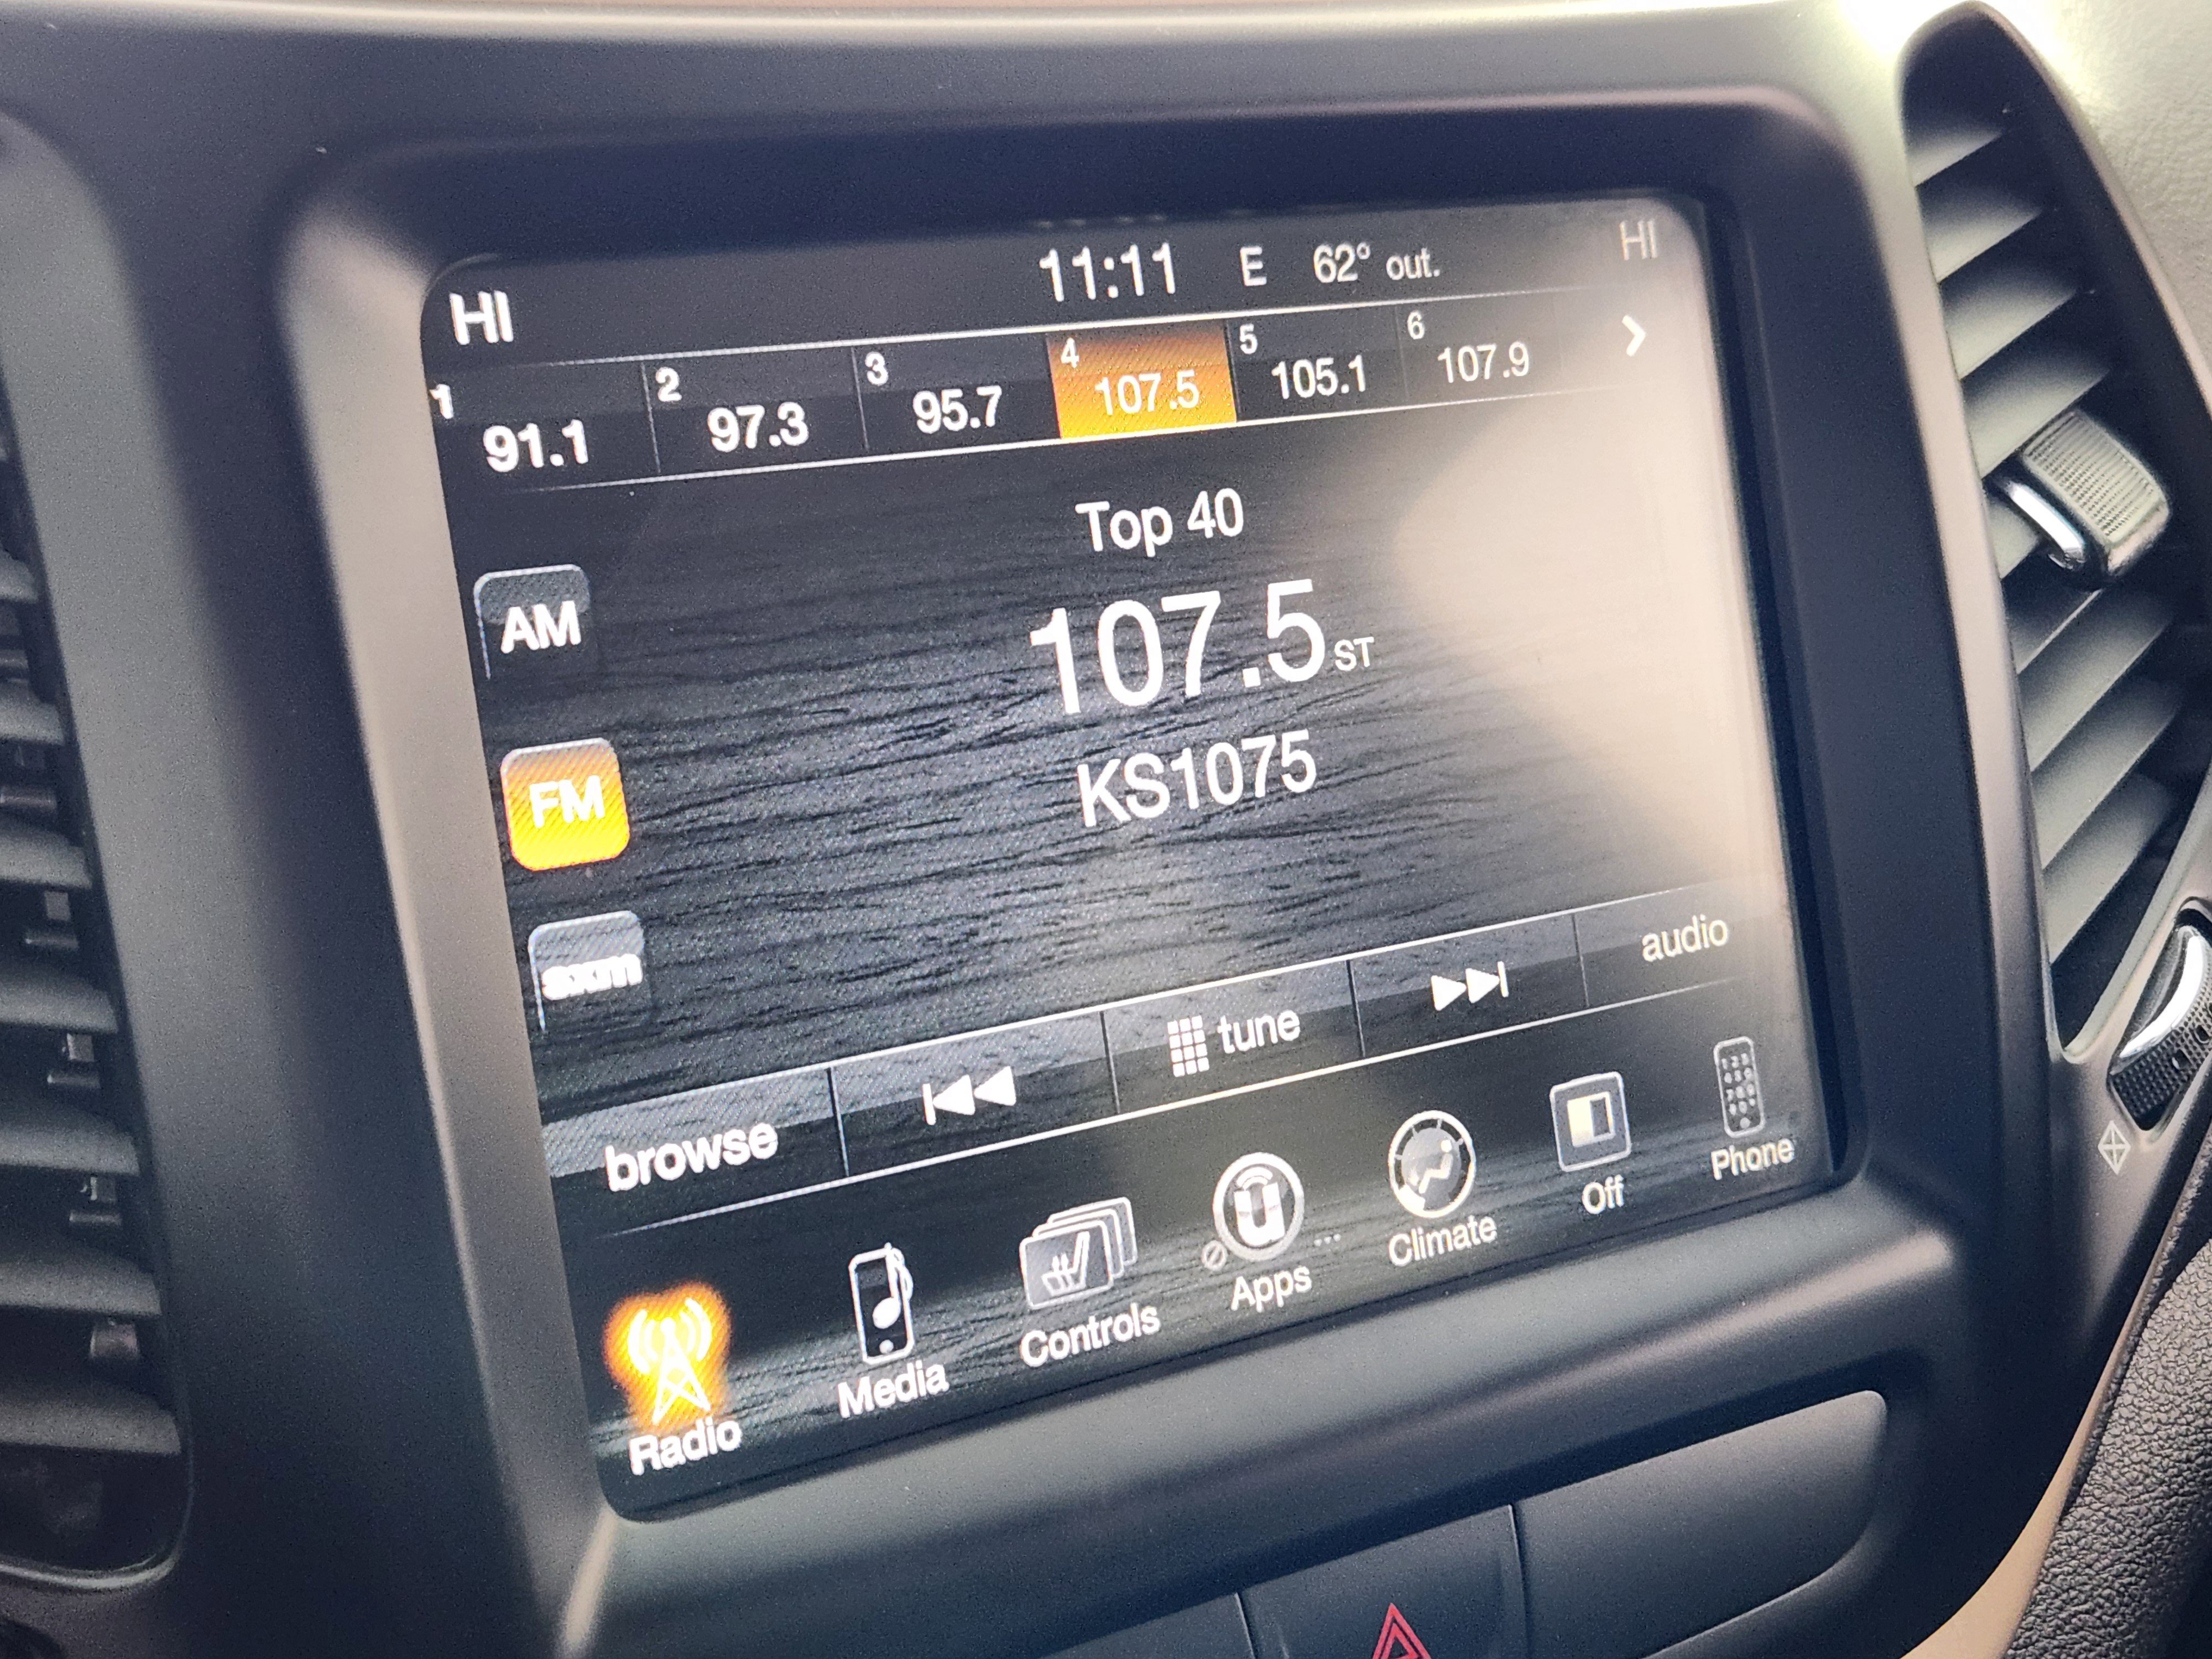 HI 11:11 E 62° out. HI
1 91.1 2 97.3 3 95.7 4 107.5 5 105.1 6 107.9
Top 40
AM
107.5 ST
FM
KS1075
sxm
browse tune audio
Radio Media Controls Apps ... Climate Off Phone